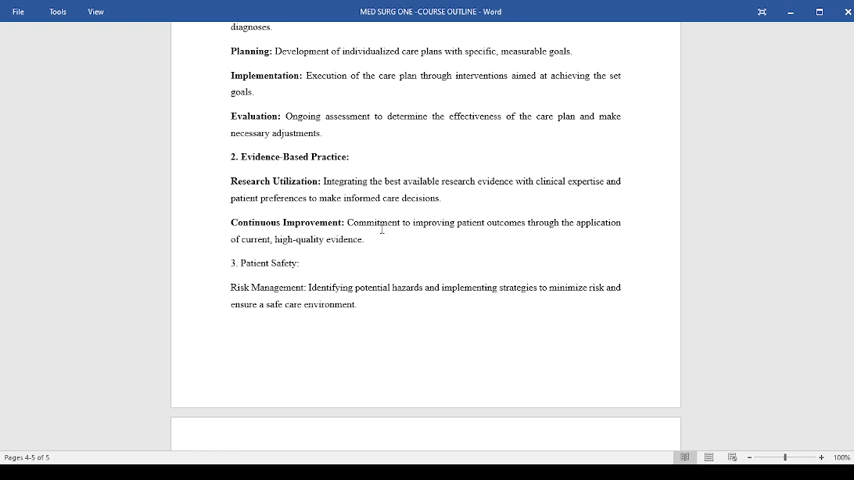 File Tools View MED SURG ONE -COURSE OUTLINE - Word
diagnoses.
Planning: Development of individualized care plans with specific, measurable goals.
Implementation: Execution of the care plan through interventions aimed at achieving the set
goals.
Evaluation: Ongoing assessment to determine the effectiveness of the care plan and make
necessary adjustments.
2. Evidence-Based Practice:
Research Utilization: Integrating the best available research evidence with clinical expertise and
patient preferences to make informed care decisions.
Continuous Improvement: Commitment to improving patient outcomes through the application
of current, high-quality evidence.
3. Patient Safety:
Risk Management: Identifying potential hazards and implementing strategies to minimize risk and
ensure a safe care environment.
Pages 4-5 of 5 100%